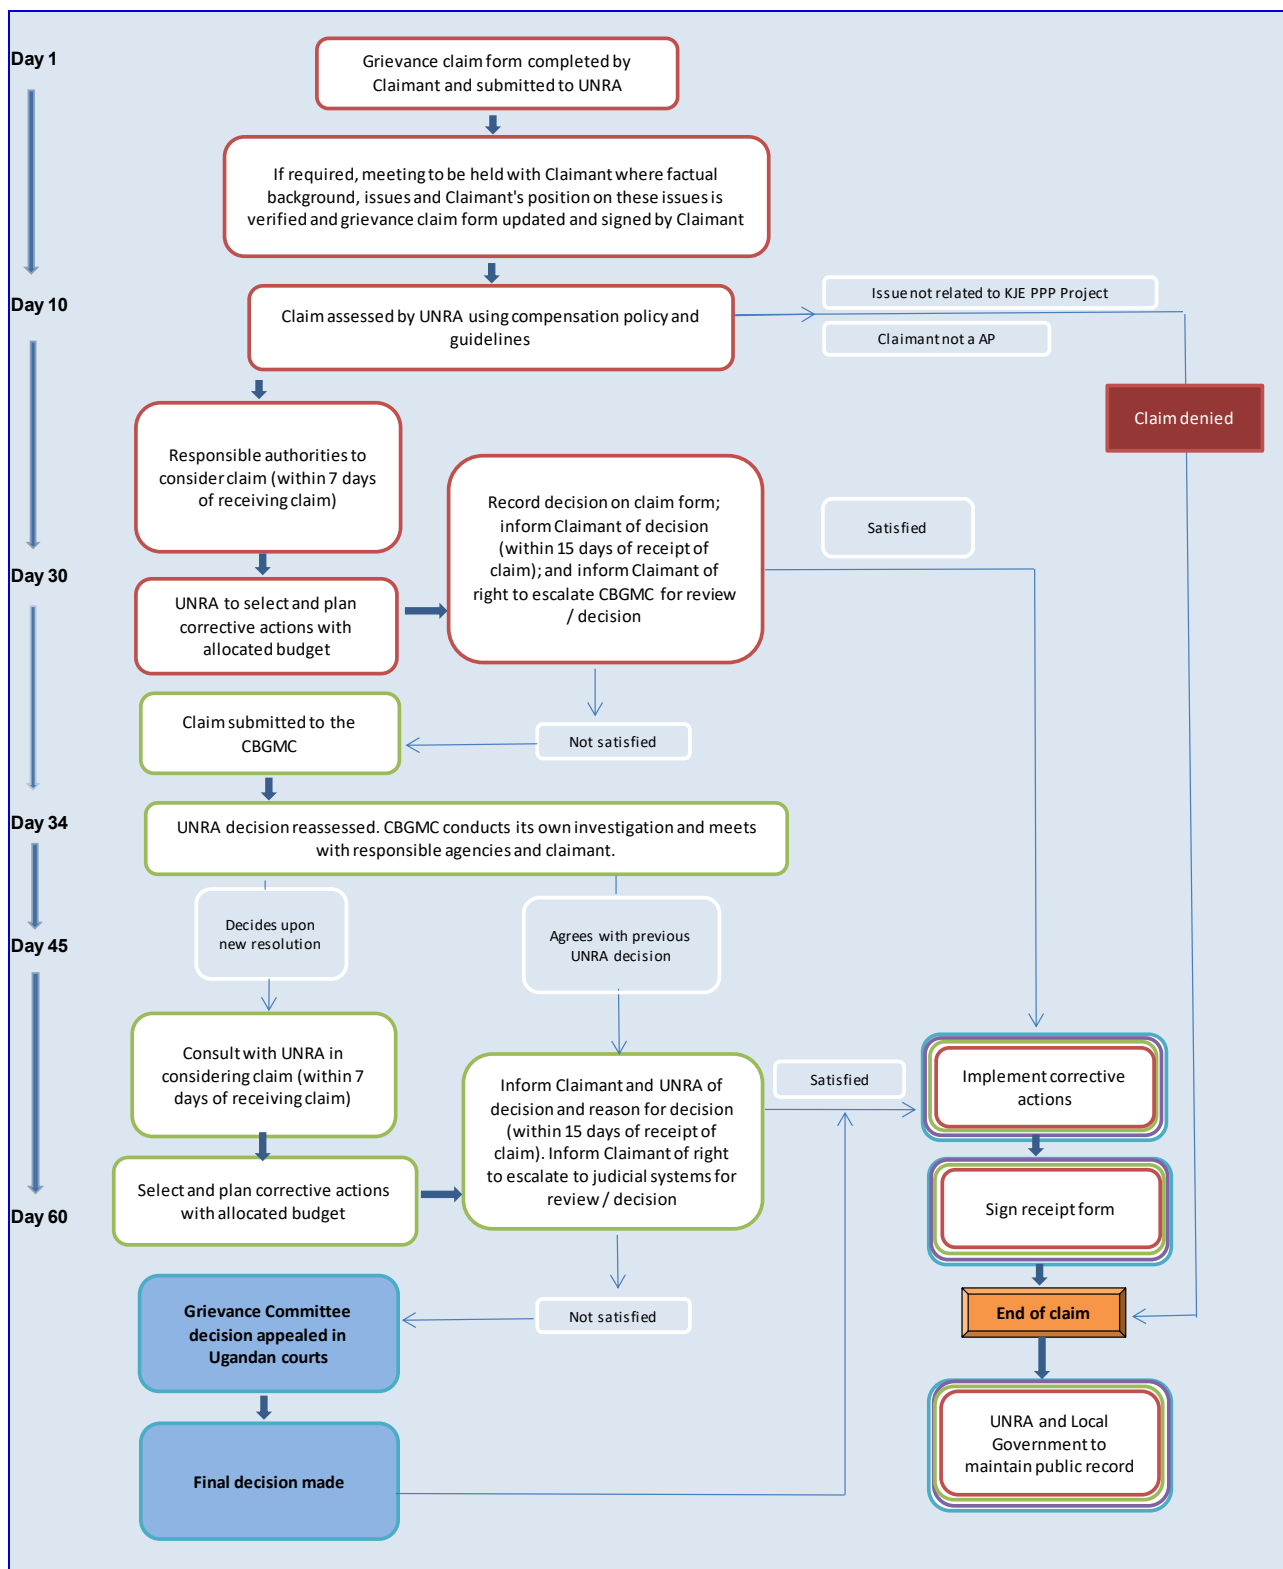 Day 1
Grievance claim form completed by
Claimant and submitted to UNRA
If required, meeting to be held with Claimant where factual
background, issues and Claimant's position on these issues is
verified and grievance claim form updated and signed by Claimant
Day 10
Claim assessed by UNRA using compensation policy and
guidelines
Issue not related to KJE PPP Project
Claimant not a AP
Claim denied
Responsible authorities to
consider claim (within 7 days
of receiving claim)
Record decision on claim form;
inform Claimant of decision
(within 15 days of receipt of
claim); and inform Claimant of
right to escalate CBGMC for review
/ decision
Satisfied
Day 30
UNRA to select and plan
corrective actions with
allocated budget
Claim submitted to the
CBGMC
Not satisfied
Day 34
UNRA decision reassessed. CBGMC conducts its own investigation and meets
with responsible agencies and claimant.
Decides upon
new resolution
Agrees with previous
UNRA decision
Day 45
Consult with UNRA in
considering claim (within 7
days of receiving claim)
Inform Claimant and UNRA of
decision and reason for decision
(within 15 days of receipt of
claim). Inform Claimant of right
to escalate to judicial systems for
review / decision
Satisfied
Implement corrective
actions
Select and plan corrective actions
with allocated budget
Sign receipt form
Day 60
Grievance Committee
decision appealed in
Ugandan courts
Not satisfied
End of claim
Final decision made
UNRA and Local
Government to
maintain public record